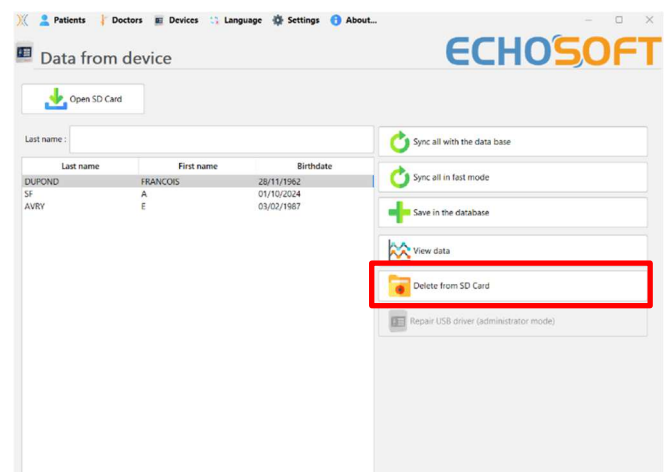 Patients Doctors Devices Language Settings About...
Data from device
ECHOSOFT
Open SD Card
Last name :
Last name First name Birthdate
DUPOND FRANCOIS 28/11/1962
SF A 01/10/2024
AVRY E 03/02/1987
Sync all with the data base
Sync all in fast mode
Save in the database
View data
Delete from SD Card
Repair USB driver (administrator mode)